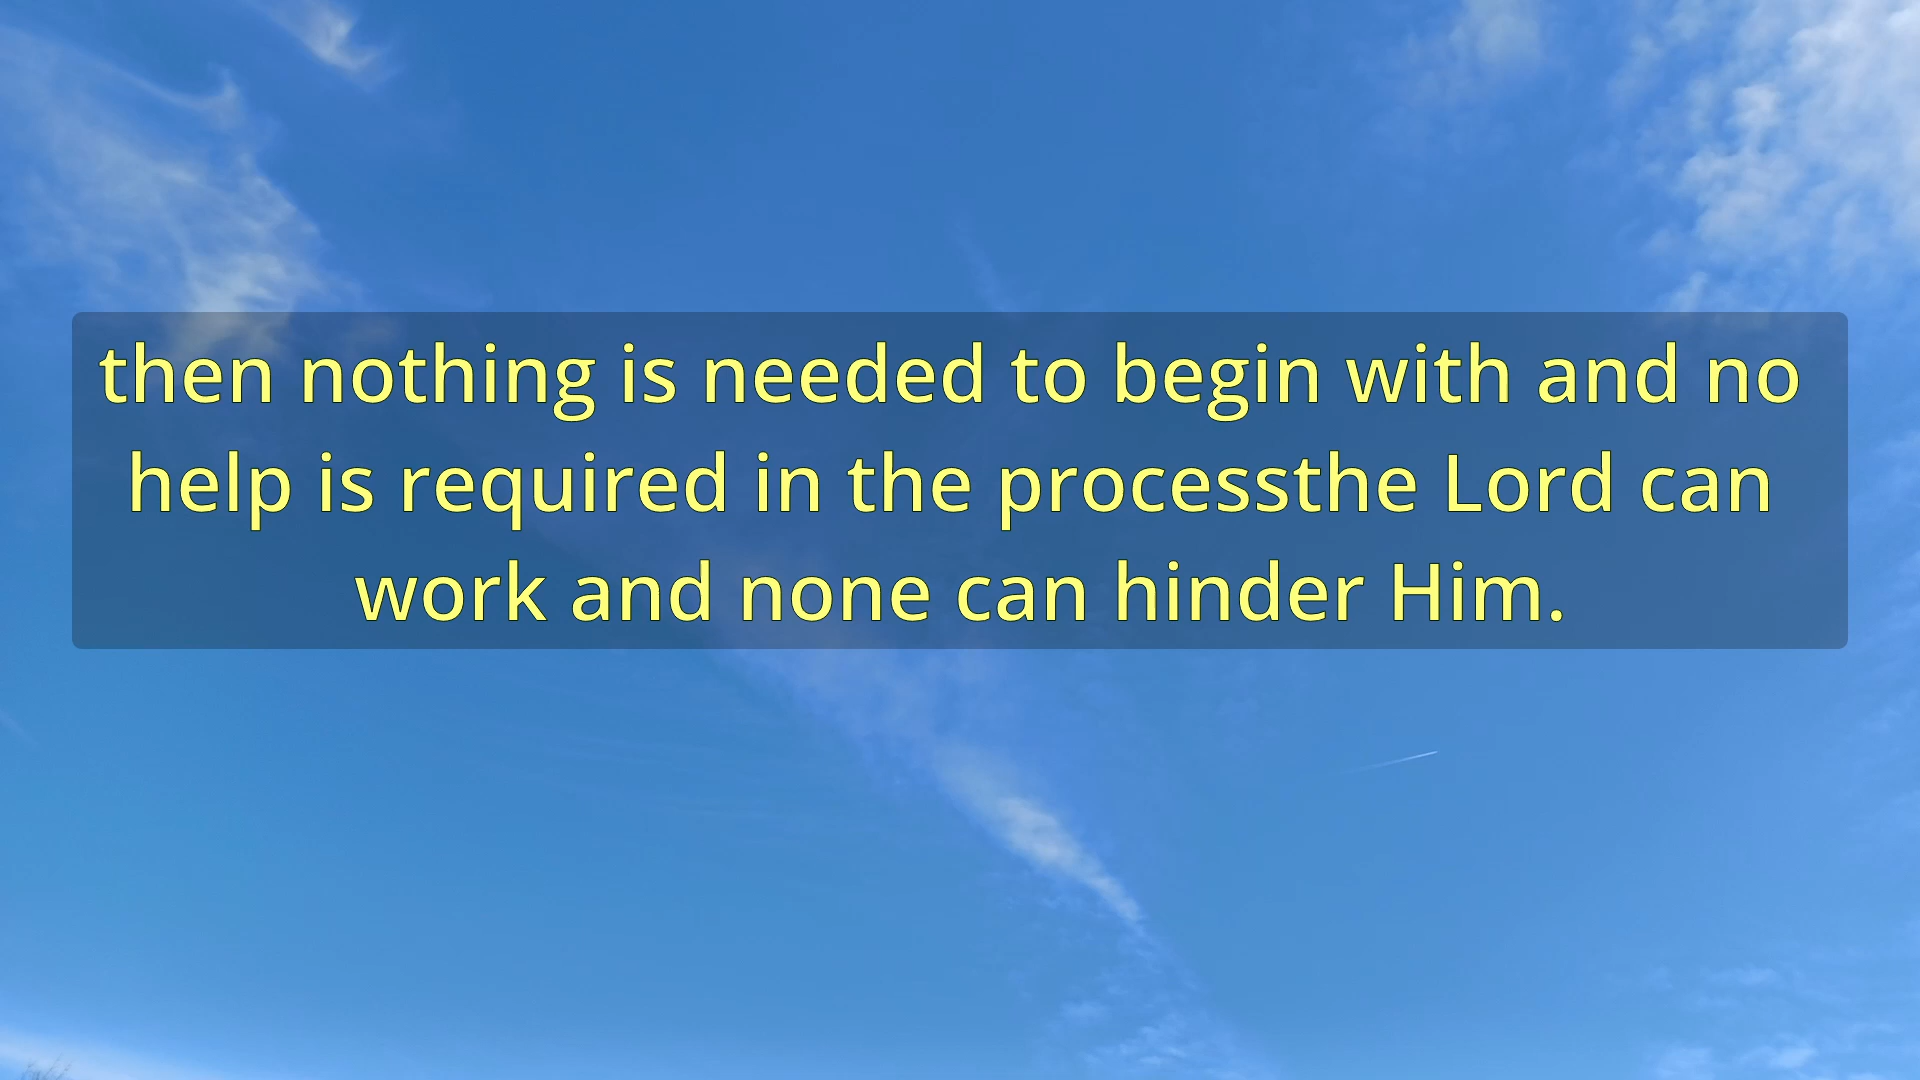 then nothing is needed to begin with and no
help is required in the processthe Lord can
work and none can hinder Him.